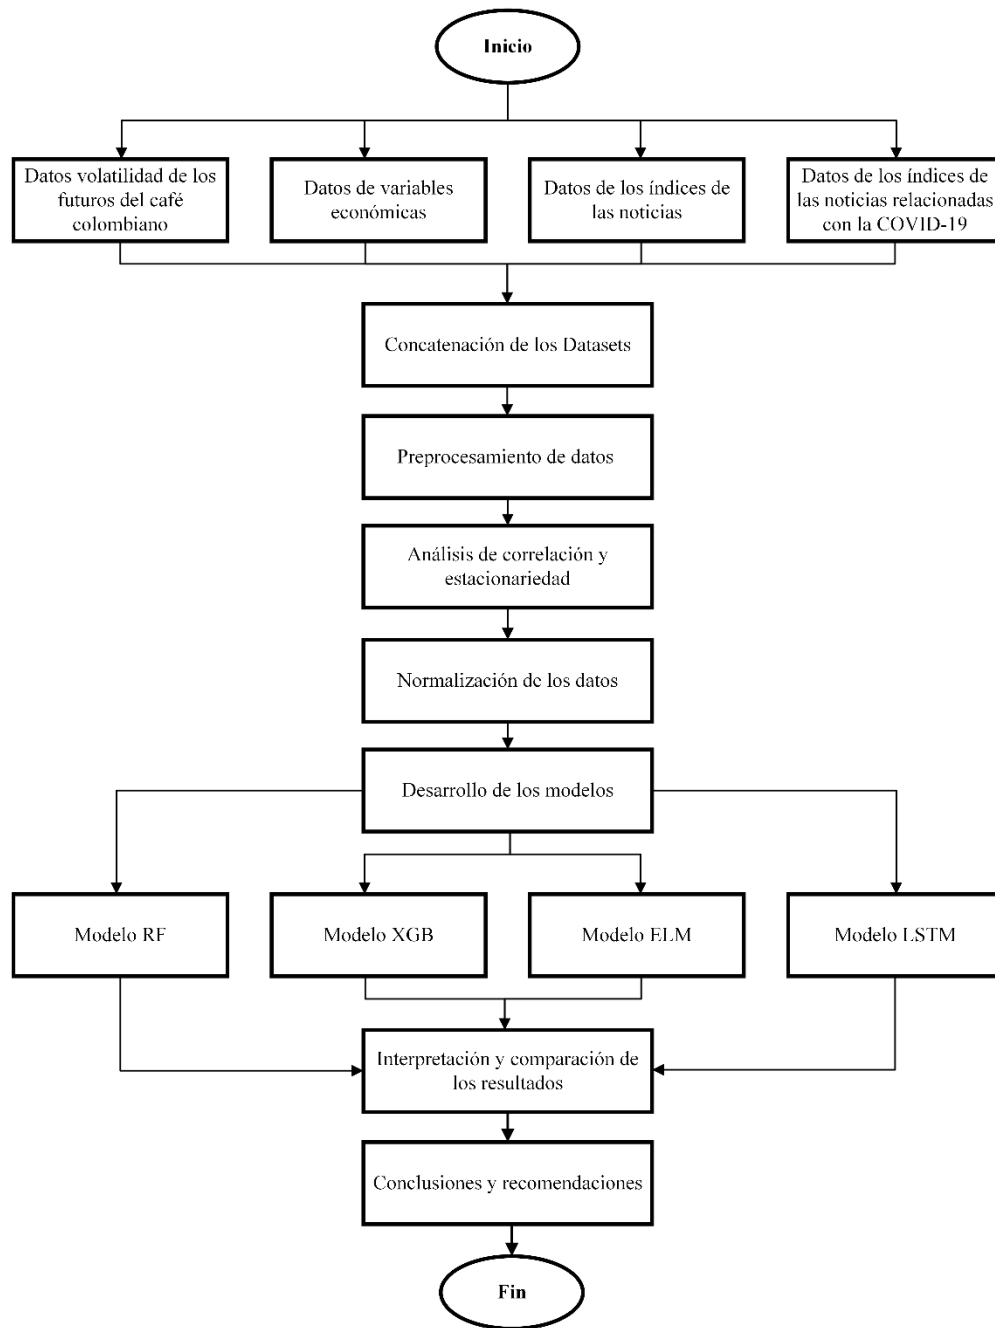 Inicio
Datos volatilidad de los
futuros del café
colombiano
Datos de variables
económicas
Datos de los índices de
las noticias
Datos de los índices de
las noticias relacionadas
con la COVID-19
Concatenación de los Datasets
Preprocesamiento de datos
Análisis de correlación y
estacionariedad
Normalización de los datos
Desarrollo de los modelos
Modelo RF
Modelo XGB
Modelo ELM
Modelo LSTM
Interpretación y comparación de
los resultados
Conclusiones y recomendaciones
Fin